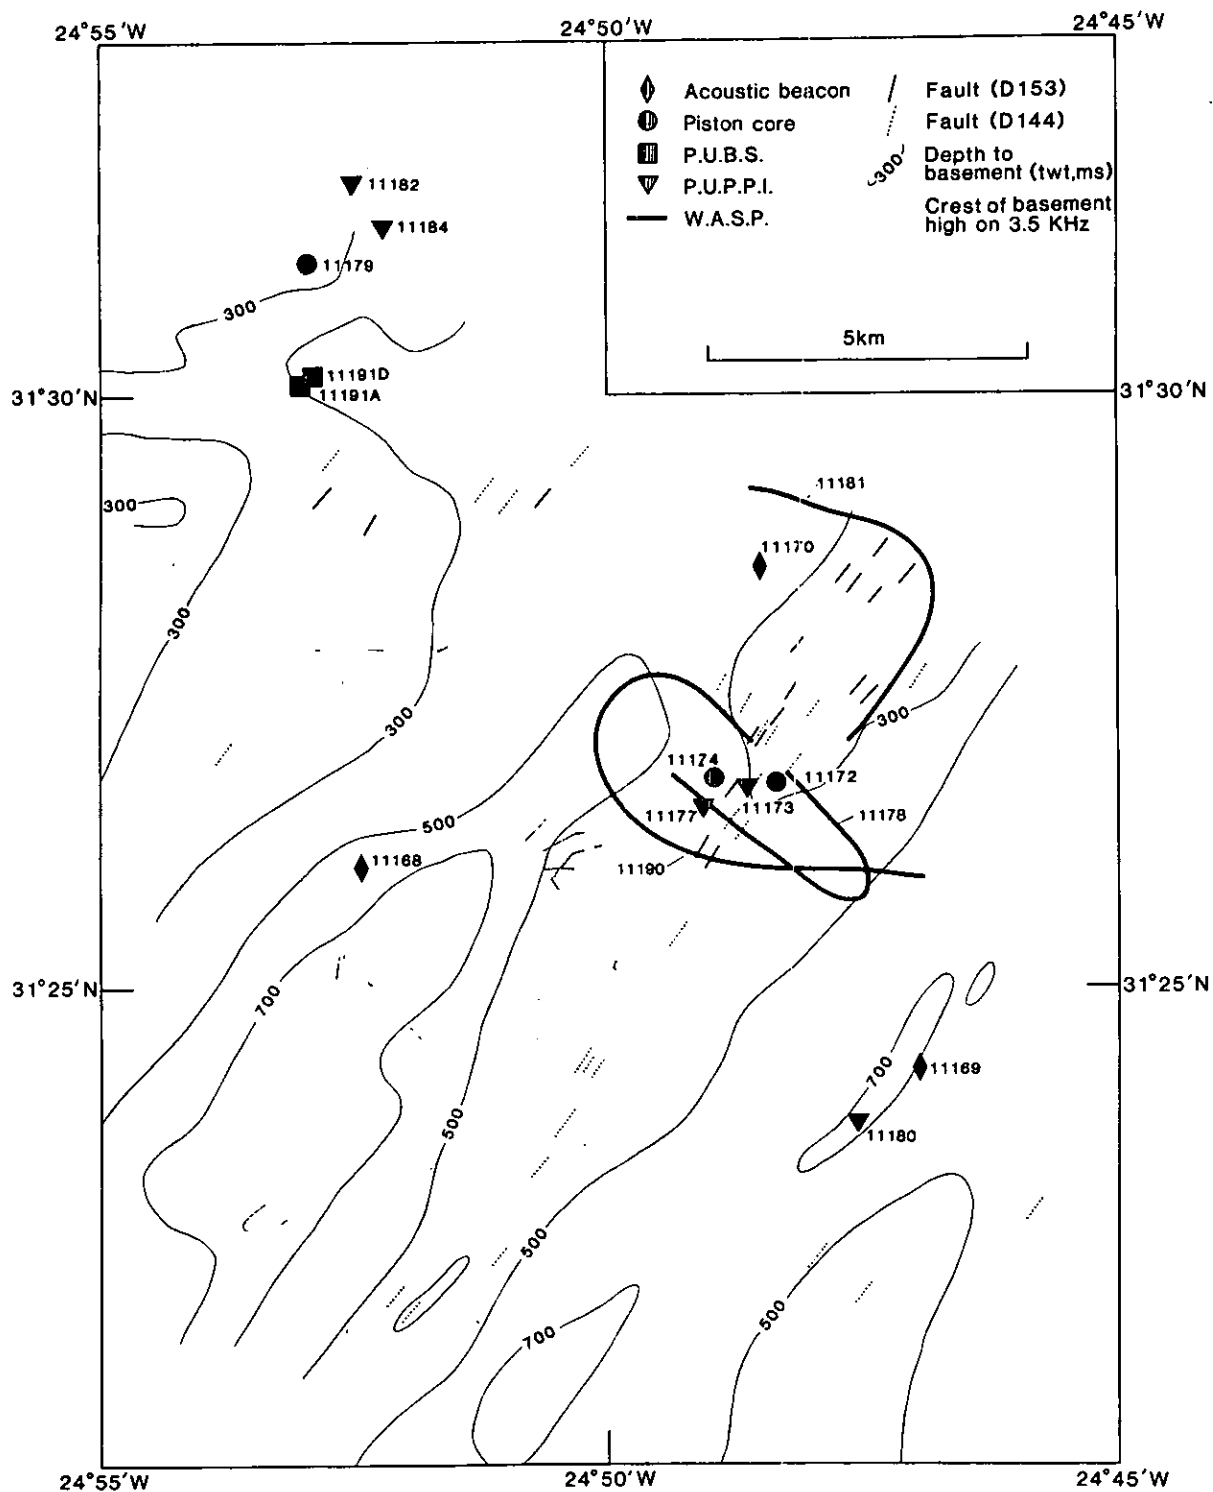 24°55'W
24°50'W
24°45'W
Acoustic beacon
Piston core
P.U.B.S.
P.U.P.P.I.
W.A.S.P.
Fault (D153)
Fault (D144)
300
Depth to
basement (twt,ms)
Crest of basement
high on 3.5 KHz
5km
11182
11184
11179
300
11191D
11191A
31°30'N
31°30'N
300
11181
11170
300
300
300
11174
11172
11177
11173
11178
500
11168
11190
31°25'N
31°25'N
700
700
11169
500
11180
500
500
700
24°55'W
24°50'W
24°45'W